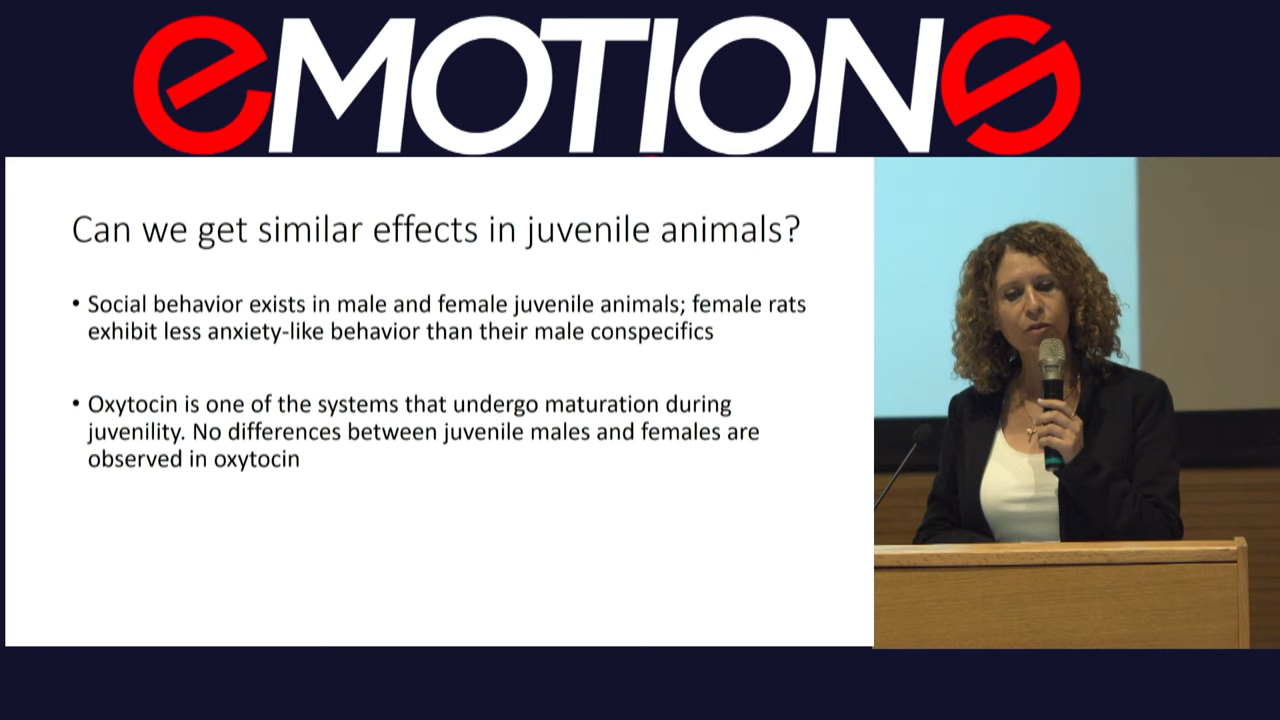 eMOTIONS
Can we get similar effects in juvenile animals?
• Social behavior exists in male and female juvenile animals; female rats
exhibit less anxiety-like behavior than their male conspecifics
• Oxytocin is one of the systems that undergo maturation during
juvenility. No differences between juvenile males and females are
observed in oxytocin